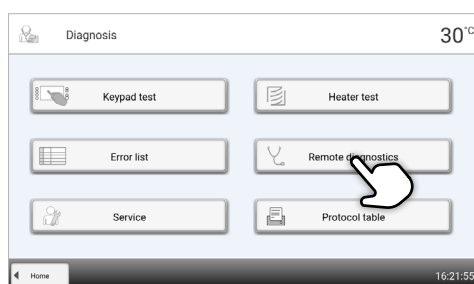 Diagnosis
30°C
Keypad test
Heater test
Error list
Remote diagnostics
Service
Protocol table
Home
16:21:55